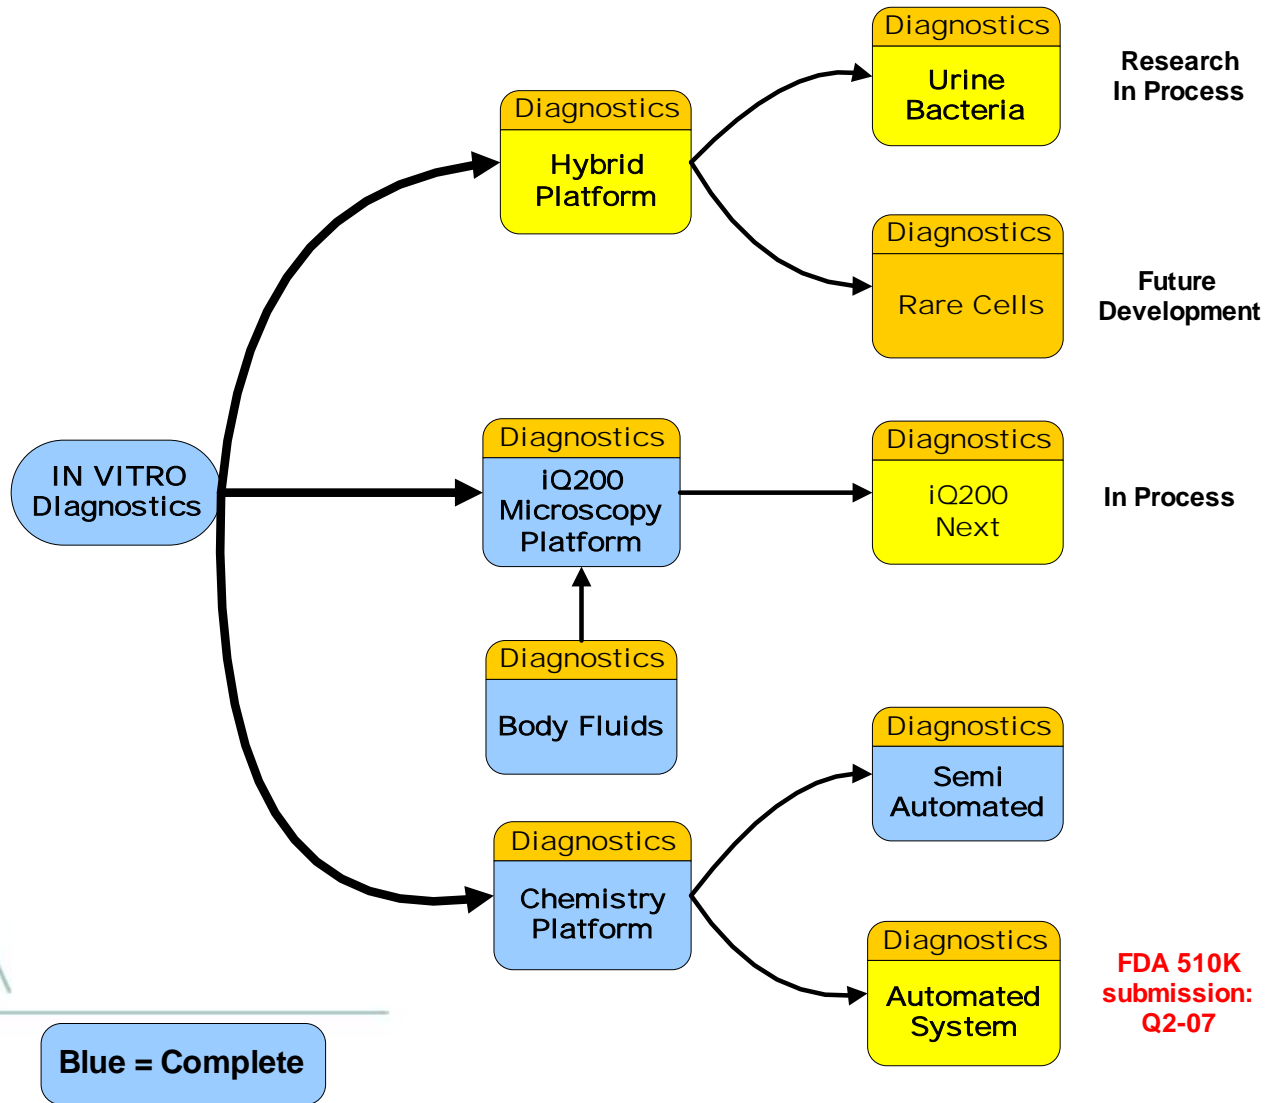 Diagnostics
Urine
Bacteria
Research
In Process
Diagnostics
Hybrid
Platform
Diagnostics
Rare Cells
Future
Development
IN VITRO
DIagnostics
Diagnostics
iQ200
Microscopy
Platform
Diagnostics
iQ200
Next
In Process
Diagnostics
Body Fluids
Diagnostics
Semi
Automated
Diagnostics
Chemistry
Platform
Diagnostics
Automated
System
FDA 510K
submission:
Q2-07
Blue = Complete